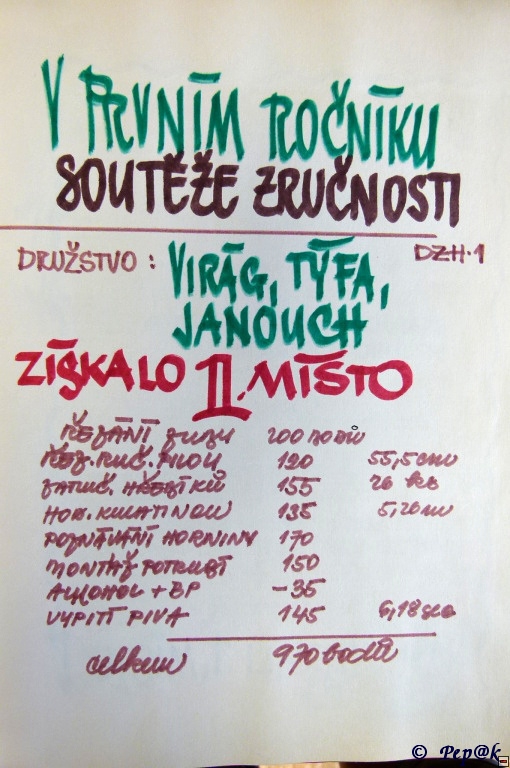 V PRVNÍM ROČNÍKU
SOUTĚŽE ZRUČNOSTI
DRUŽSTVO : VIRÁG, TÝFA, DZH-1
JANOUCH
ZÍSKALO II. MÍSTO
ŘEZÁNÍ 200 BODŮ
ŘEZ. RUČ. PILOU 120 55,5 cm
ZATLUČ. HŘEBÍKŮ 155 26 ks
HOD. KULATINOU 135 5,20 m
POZNÁVÁNÍ HORNINY 170
MONTÁŽ POTRUBÍ 150
ALKOHOL + BP -35
VYPITÍ PIVA 145 6,18 sec
celkem 970 bodů
© Pep@k